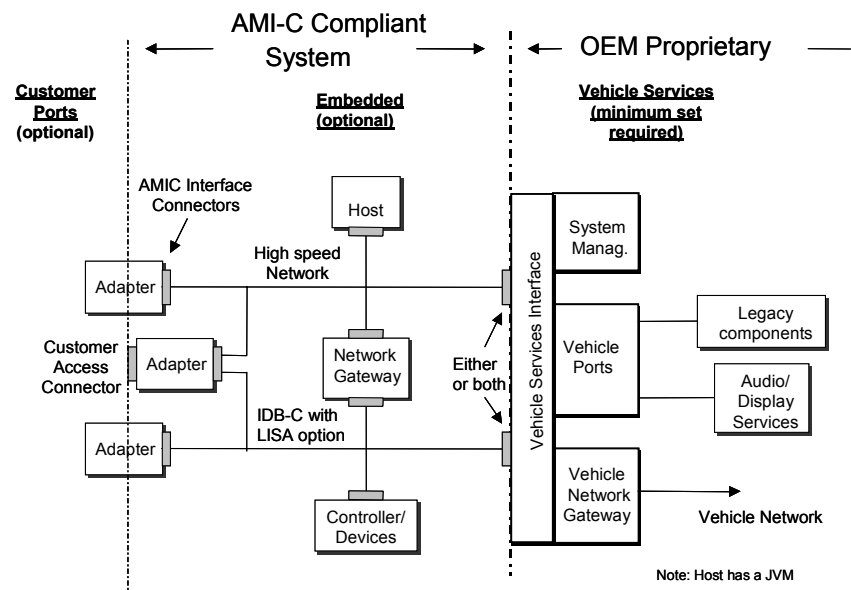 AMI-C Compliant
System
OEM Proprietary
Customer
Ports
(optional)
Embedded
(optional)
Vehicle Services
(minimum set
required)
AMIC Interface
Connectors
Host
System
Manag.
High speed
Network
Adapter
Vehicle Services Interface
Legacy
components
Customer
Access
Connector
Adapter
Network
Gateway
Either
or both
Vehicle
Ports
Audio/
Display
Services
IDB-C with
LISA option
Adapter
Vehicle
Network
Gateway
Vehicle Network
Controller/
Devices
Note: Host has a JVM